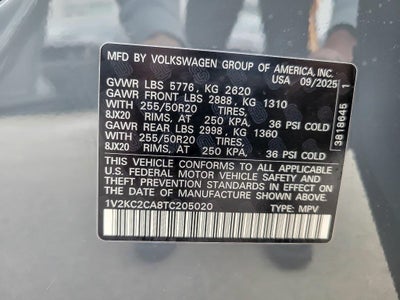 MFD. BY VOLKSWAGEN GROUP OF AMERICA, INC.
USA 09/2025
GVWR LBS 5776, KG 2620
GAWR FRONT LBS 2888, KG 1310
WITH 255/50R20 TIRES,
8JX20 RIMS, AT 250 KPA, 36 PSI COLD
GAWR REAR LBS 2998, KG 1360
WITH 255/50R20 TIRES,
8JX20 RIMS, AT 250 KPA, 36 PSI COLD
THIS VEHICLE CONFORMS TO ALL APPLICABLE
U.S. FEDERAL MOTOR VEHICLE SAFETY
STANDARDS IN EFFECT ON
THE DATE OF MANUFACTURE SHOWN ABOVE.
1V2KC2CA8TC205020 TYPE: MPV
3818645 1